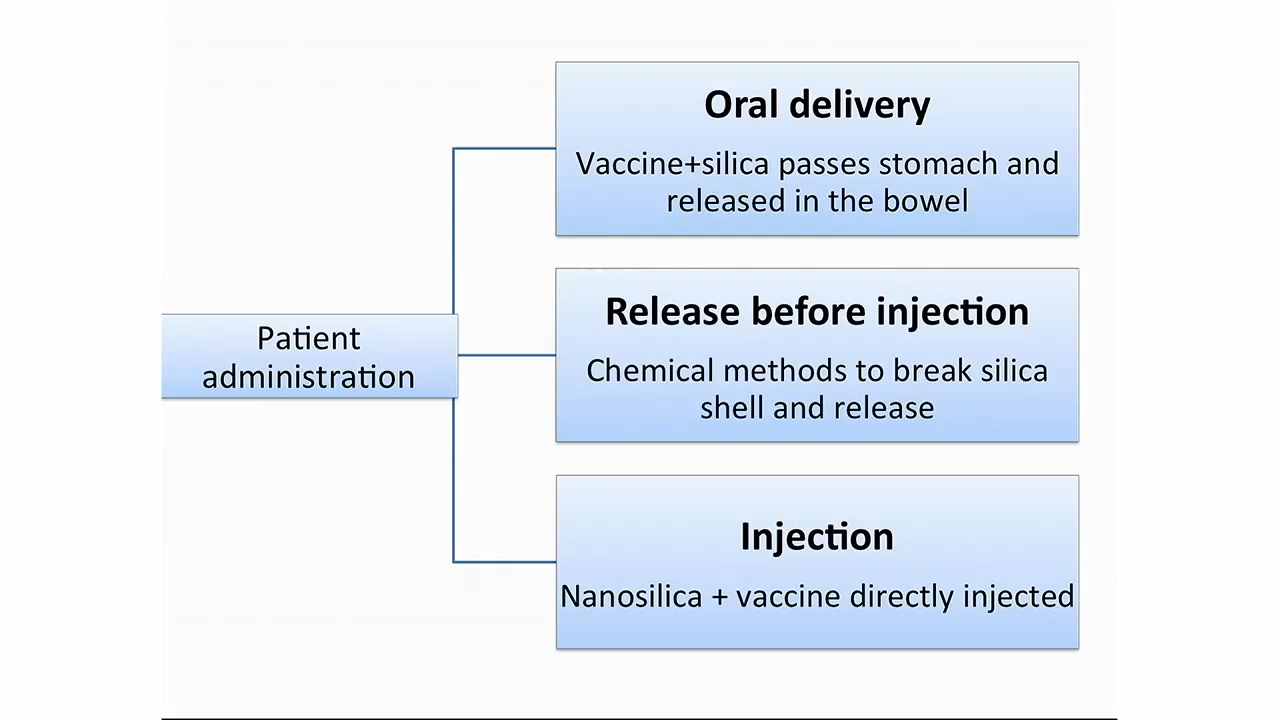 Oral delivery
Vaccine+silica passes stomach and
released in the bowel
Release before injection
Chemical methods to break silica
shell and release
Patient
administration
Injection
Nanosilica + vaccine directly injected